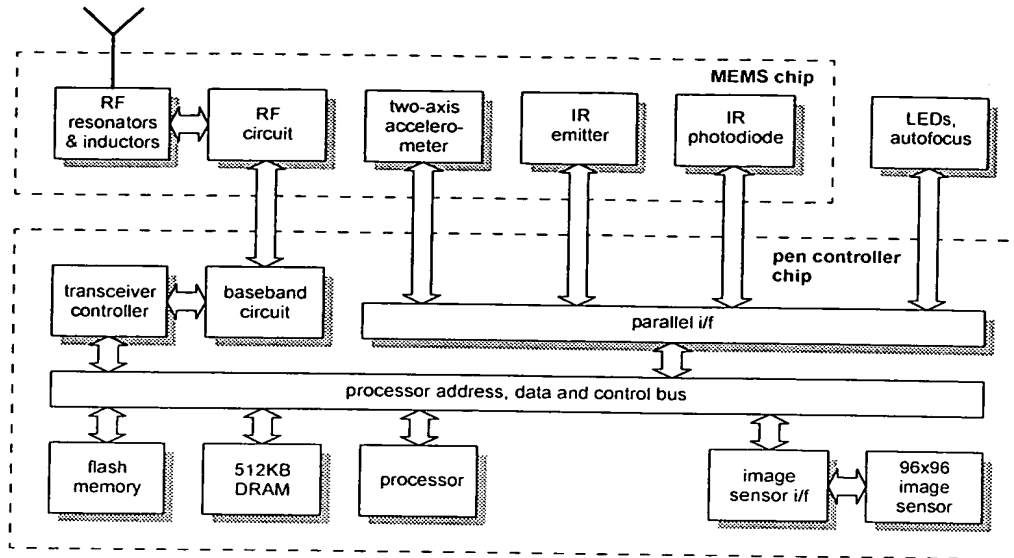 MEMS chip
RF
resonators
& inductors
RF
circuit
two-axis
accelero-
meter
IR
emitter
IR
photodiode
LEDs,
autofocus
pen controller
chip
transceiver
controller
baseband
circuit
parallel i/f
processor address, data and control bus
flash
memory
512KB
DRAM
processor
image
sensor i/f
96x96
image
sensor